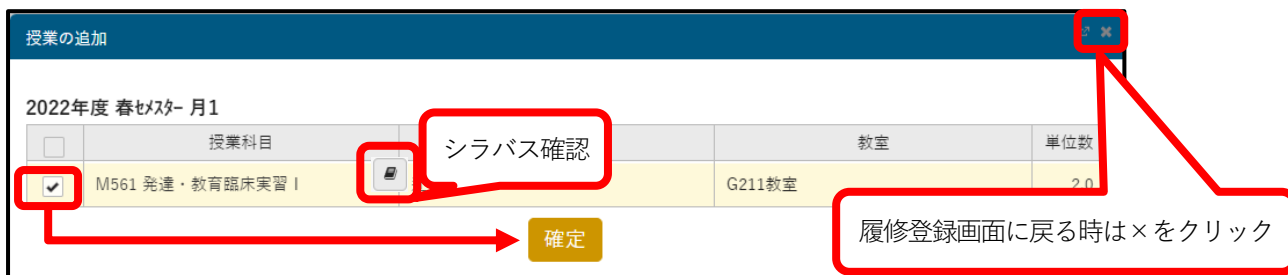 授業の追加
2022年度 春ｾﾒｽﾀｰ 月1
授業科目 教室 単位数
シラバス確認
M561 発達・教育臨床実習Ⅰ G211教室 2.0
確定
履修登録画面に戻る時は×をクリック